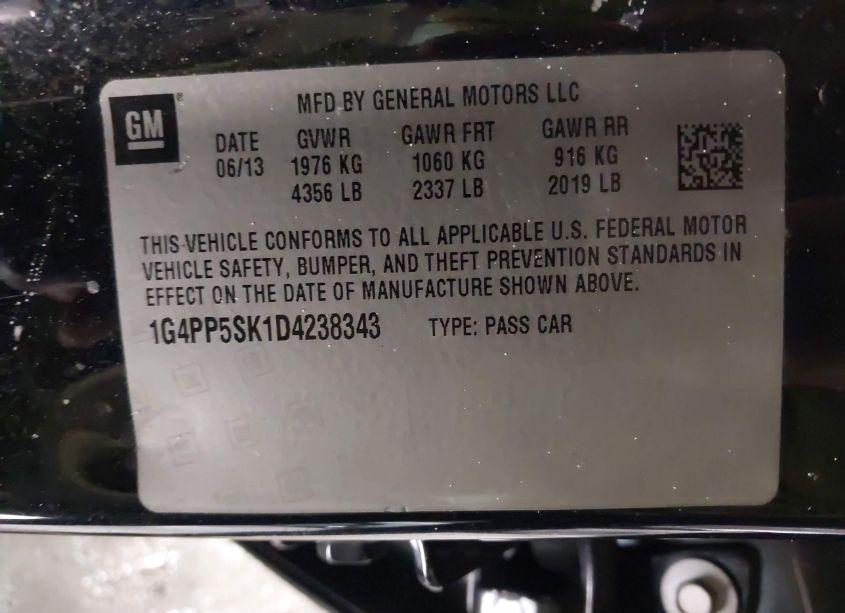 GM
MFD BY GENERAL MOTORS LLC
DATE GVWR GAWR FRT GAWR RR
06/13 1976 KG 1060 KG 916 KG
4356 LB 2337 LB 2019 LB
THIS VEHICLE CONFORMS TO ALL APPLICABLE U.S. FEDERAL MOTOR
VEHICLE SAFETY, BUMPER, AND THEFT PREVENTION STANDARDS IN
EFFECT ON THE DATE OF MANUFACTURE SHOWN ABOVE.
1G4PP5SK1D4238343 TYPE: PASS CAR